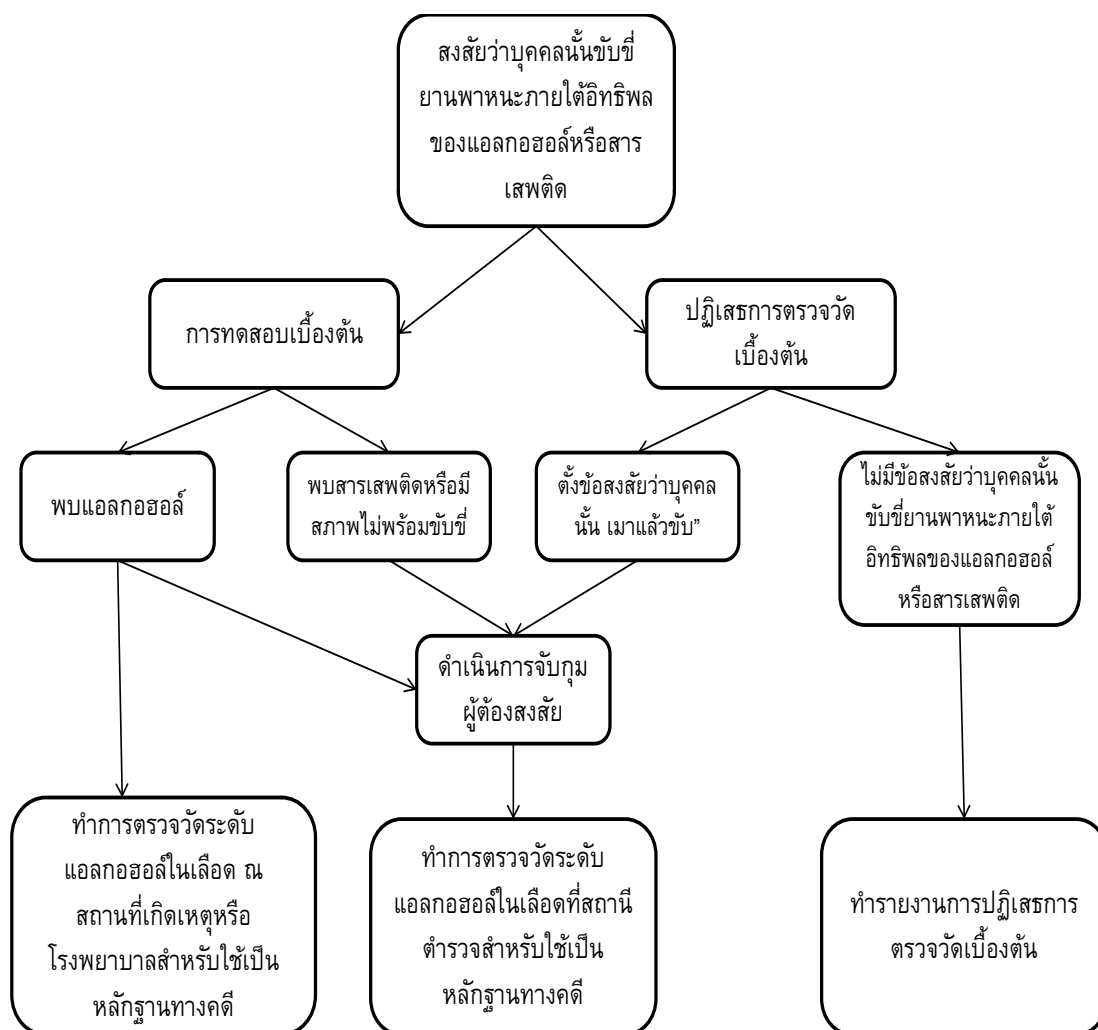 สงสัยว่าบุคคลนั้นขับขี่
ยานพาหนะภายใต้อิทธิพล
ของแอลกอฮอล์หรือสาร
เสพติด
การทดสอบเบื้องต้น
ปฏิเสธการตรวจวัด
เบื้องต้น
พบแอลกอฮอล์
พบสารเสพติดหรือมี
สภาพไม่พร้อมขับขี่
ตั้งข้อสงสัยว่าบุคคล
นั้น เมาแล้วขับ”
ไม่มีข้อสงสัยว่าบุคคลนั้น
ขับขี่ยานพาหนะภายใต้
อิทธิพลของแอลกอฮอล์
หรือสารเสพติด
ดำเนินการจับกุม
ผู้ต้องสงสัย
ทำการตรวจวัดระดับ
แอลกอฮอล์ในเลือด ณ
สถานที่เกิดเหตุหรือ
โรงพยาบาลสำหรับใช้เป็น
หลักฐานทางคดี
ทำการตรวจวัดระดับ
แอลกอฮอล์ในเลือดที่สถานี
ตำรวจสำหรับใช้เป็น
หลักฐานทางคดี
ทำรายงานการปฏิเสธการ
ตรวจวัดเบื้องต้น